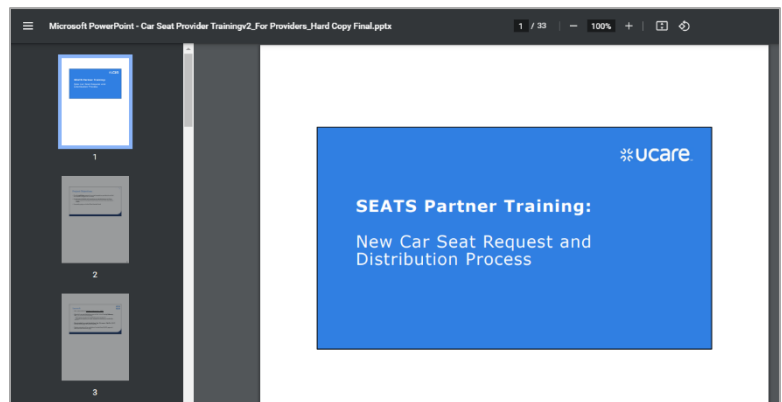 Microsoft PowerPoint - Car Seat Provider Trainingv2_For Providers_Hard Copy Final.pptx
1 / 33
100%
1
2
3
ucare
SEATS Partner Training:
New Car Seat Request and
Distribution Process